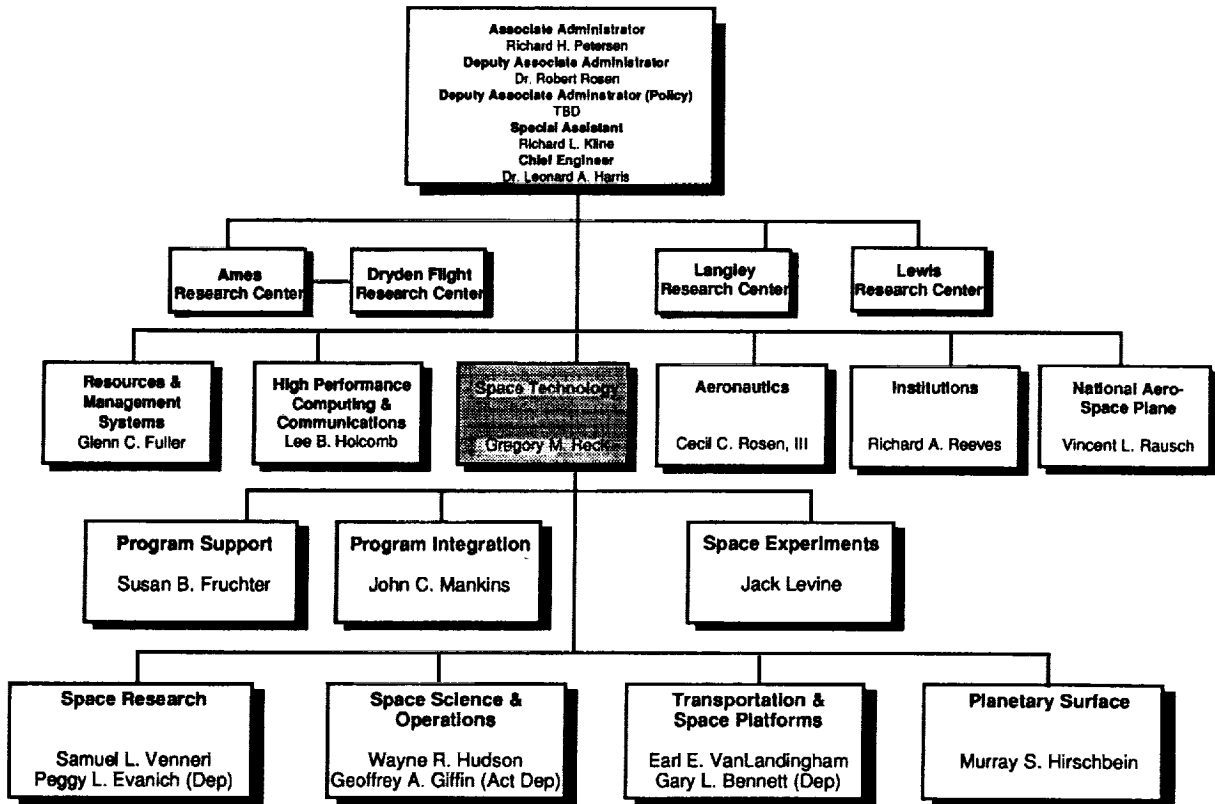 Associate Administrator
Richard H. Petersen
Deputy Associate Administrator
Dr. Robert Rosen
Deputy Associate Adminstrator (Policy)
TBD
Special Assistant
Richard L. Kline
Chief Engineer
Dr. Leonard A. Harris
Ames
Research Center
Dryden Flight
Research Center
Langley
Research Center
Lewis
Research Center
Resources &
Management
Systems
Glenn C. Fuller
High Performance
Computing &
Communications
Lee B. Holcomb
Space Technology
Gregory M. Reck
Aeronautics
Cecil C. Rosen, III
Institutions
Richard A. Reeves
National Aero-
Space Plane
Vincent L. Rausch
Program Support
Susan B. Fruchter
Program Integration
John C. Mankins
Space Experiments
Jack Levine
Space Research
Samuel L. Venneri
Peggy L. Evanich (Dep)
Space Science &
Operations
Wayne R. Hudson
Geoffrey A. Giffin (Act Dep)
Transportation &
Space Platforms
Earl E. VanLandingham
Gary L. Bennett (Dep)
Planetary Surface
Murray S. Hirschbein